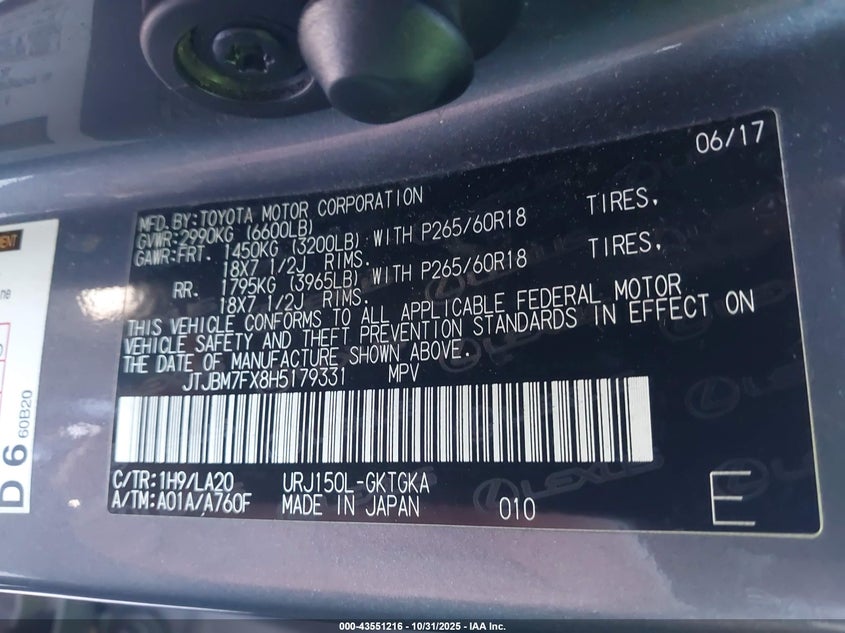 06/17
MFD.BY:TOYOTA MOTOR CORPORATION
GVWR:2990KG (6600LB)
GAWR:FRT. 1450KG (3200LB) WITH P265/60R18 TIRES,
18X7 1/2J RIMS.
RR. 1795KG (3965LB) WITH P265/60R18 TIRES,
18X7 1/2J RIMS.
THIS VEHICLE CONFORMS TO ALL APPLICABLE FEDERAL MOTOR
VEHICLE SAFETY AND THEFT PREVENTION STANDARDS IN EFFECT ON
THE DATE OF MANUFACTURE SHOWN ABOVE.
JTJBM7FX8H5179331 MPV
C/TR:1H9/LA20 URJ150L-GKTGKA
A/TM:A01A/A760F MADE IN JAPAN 010
E
LEXUS
D 6
60B20
000-43551216 - 10/31/2025 - IAA Inc.